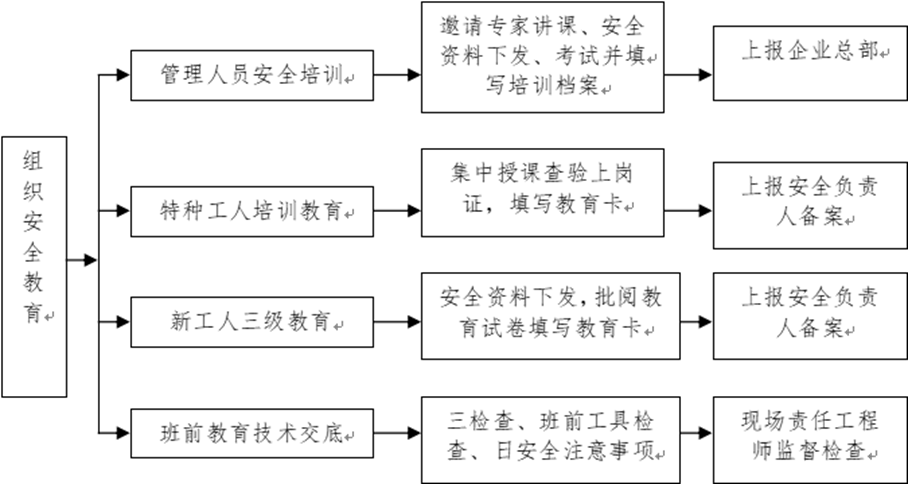 组
织
安
全
教
育
管理人员安全培训
邀请专家讲课、安全
资料下发、考试并填
写培训档案
上报企业总部
特种工人培训教育
集中授课查验上岗
证，填写教育卡
上报安全负责
人备案
新工人三级教育
安全资料下发，批阅教
育试卷填写教育卡
上报安全负责
人备案
班前教育技术交底
三检查、班前工具检
查、日安全注意事项
现场责任工程
师监督检查